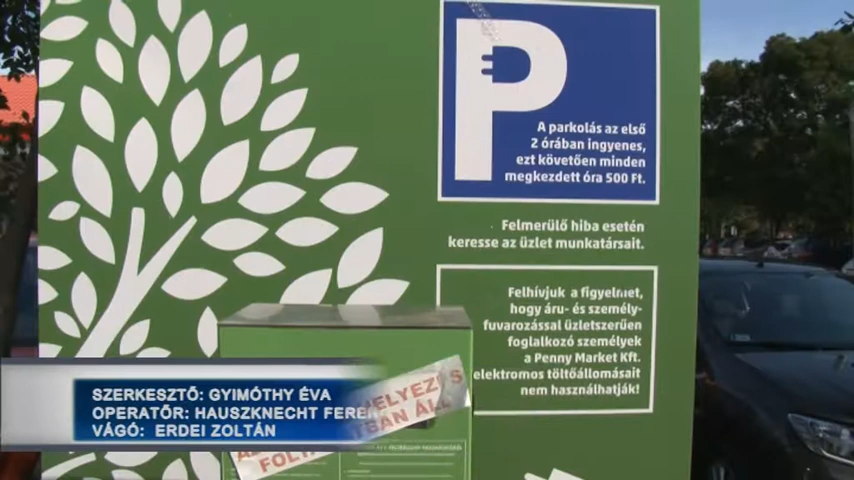 P
A parkolás az első
2 órában ingyenes,
ezt követően minden
megkezdett óra 500 Ft.
Felmerülő hiba esetén
keresse az üzlet munkatársait.
Felhívjuk a figyelmet,
hogy áru- és személy-
fuvarozással üzletszerűen
foglalkozó személyek
a Penny Market Kft.
elektromos töltőállomásait
nem használhatják!
SZERKESZTŐ: GYIMÓTHY ÉVA
OPERATŐR: HAUSZKNECHT
VÁGÓ: ERDEI ZOLTÁN